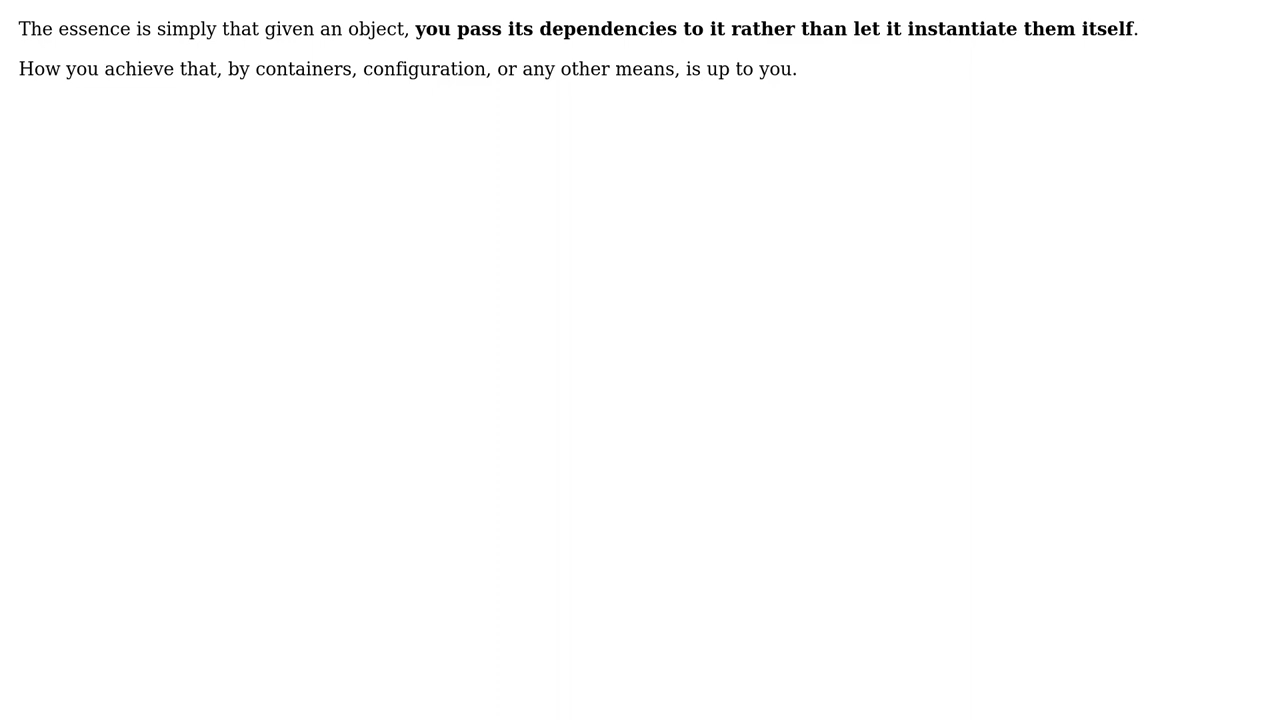 The essence is simply that given an object, you pass its dependencies to it rather than let it instantiate them itself.
How you achieve that, by containers, configuration, or any other means, is up to you.